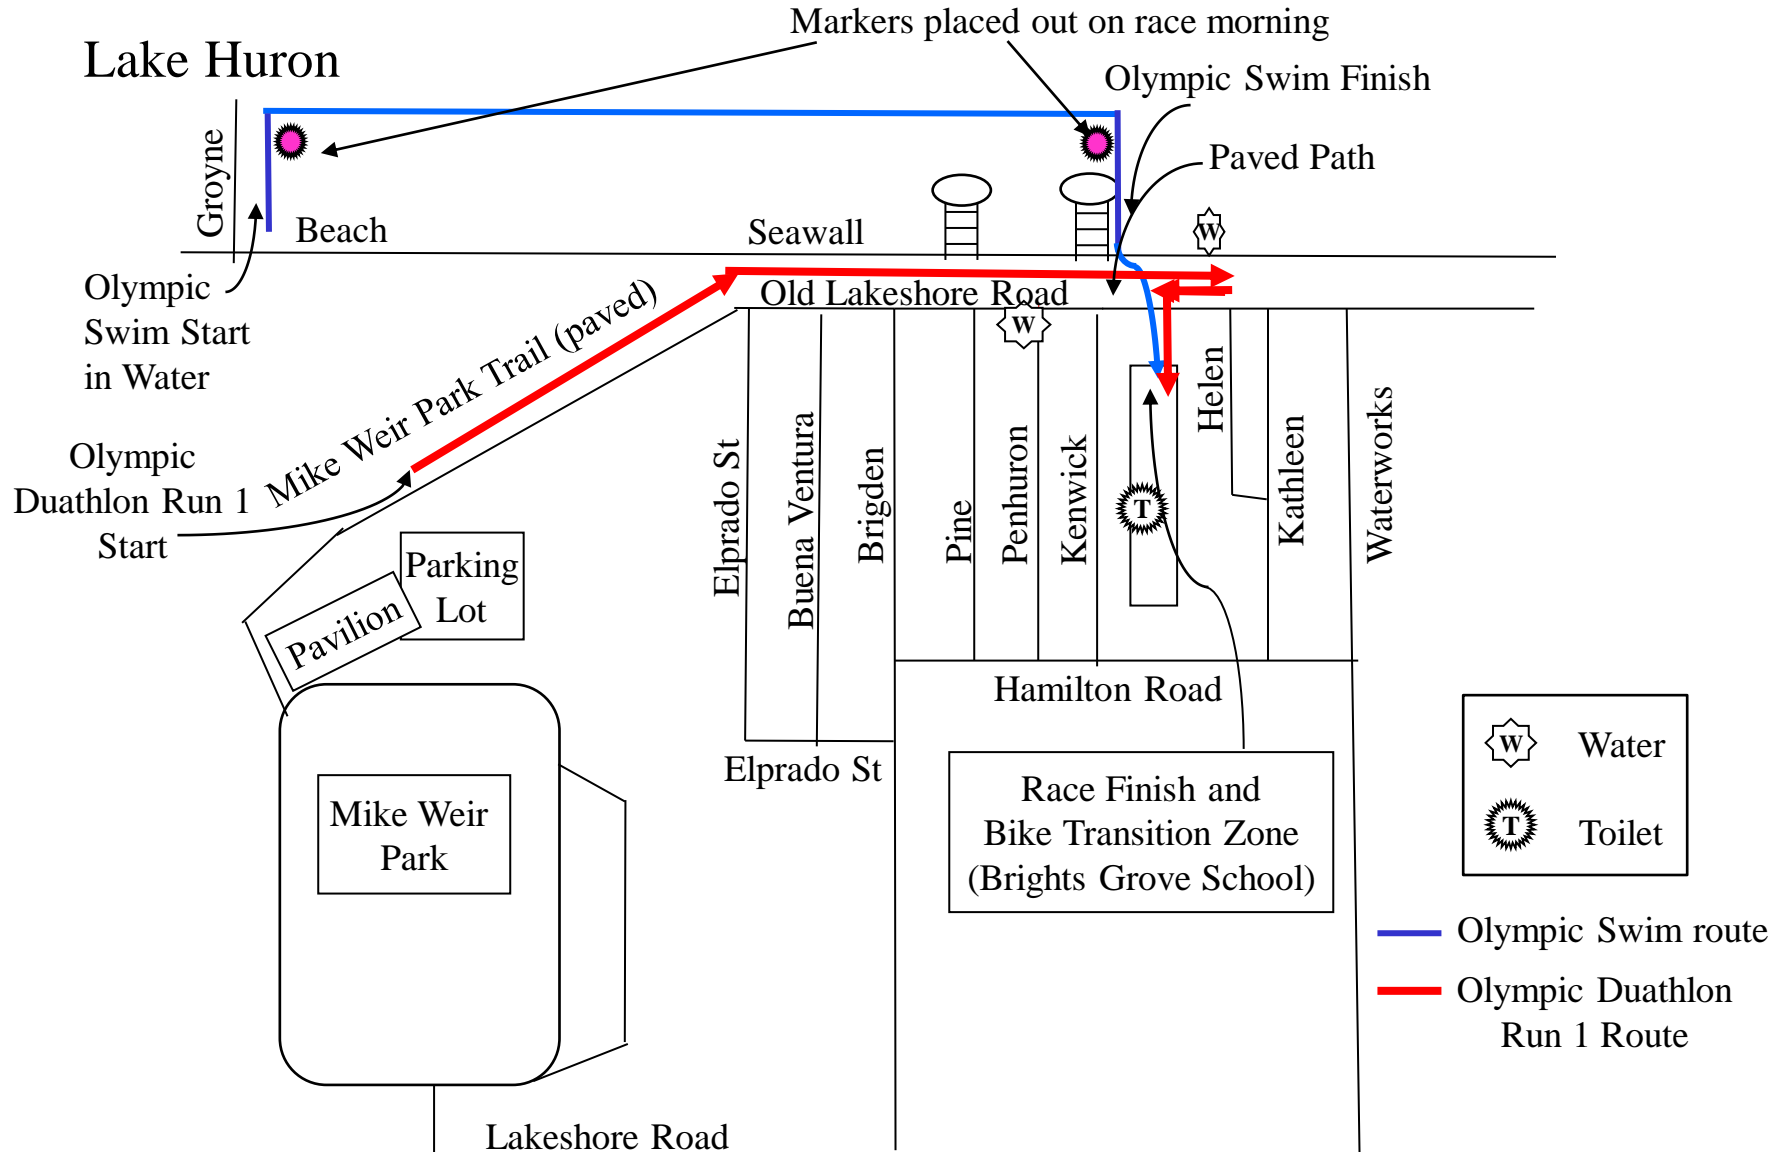 Markers placed out on race morning
Lake Huron
Olympic Swim Finish
Paved Path
Groyne
Beach
Seawall
W
Olympic
Swim Start
in Water
Old Lakeshore Road
W
Mike Weir Park Trail (paved)
Olympic
Duathlon Run 1
Start
Elprado St
Buena Ventura
Brigden
Pine
Penhuron
Kenwick
T
Helen
Kathleen
Waterworks
Parking
Lot
Pavilion
Hamilton Road
Elprado St
Mike Weir
Park
Race Finish and
Bike Transition Zone
(Brights Grove School)
W Water
T Toilet
Olympic Swim route
Olympic Duathlon
Run 1 Route
Lakeshore Road